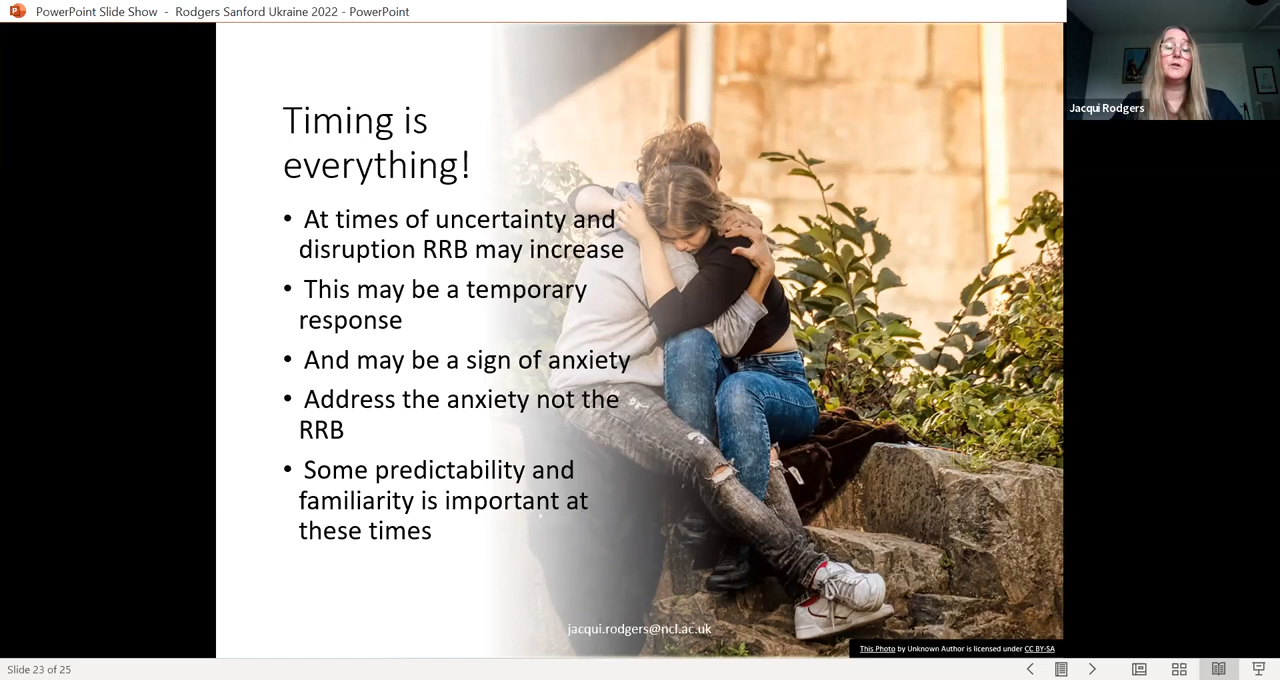 PowerPoint Slide Show - Rodgers Sanford Ukraine 2022 - PowerPoint
Jacqui Rodgers
Timing is
everything!
• At times of uncertainty and
disruption RRB may increase
• This may be a temporary
response
• And may be a sign of anxiety
• Address the anxiety not the
RRB
• Some predictability and
familiarity is important at
these times
jacqui.rodgers@ncl.ac.uk
This Photo by Unknown Author is licensed under CC BY-SA
Slide 23 of 25